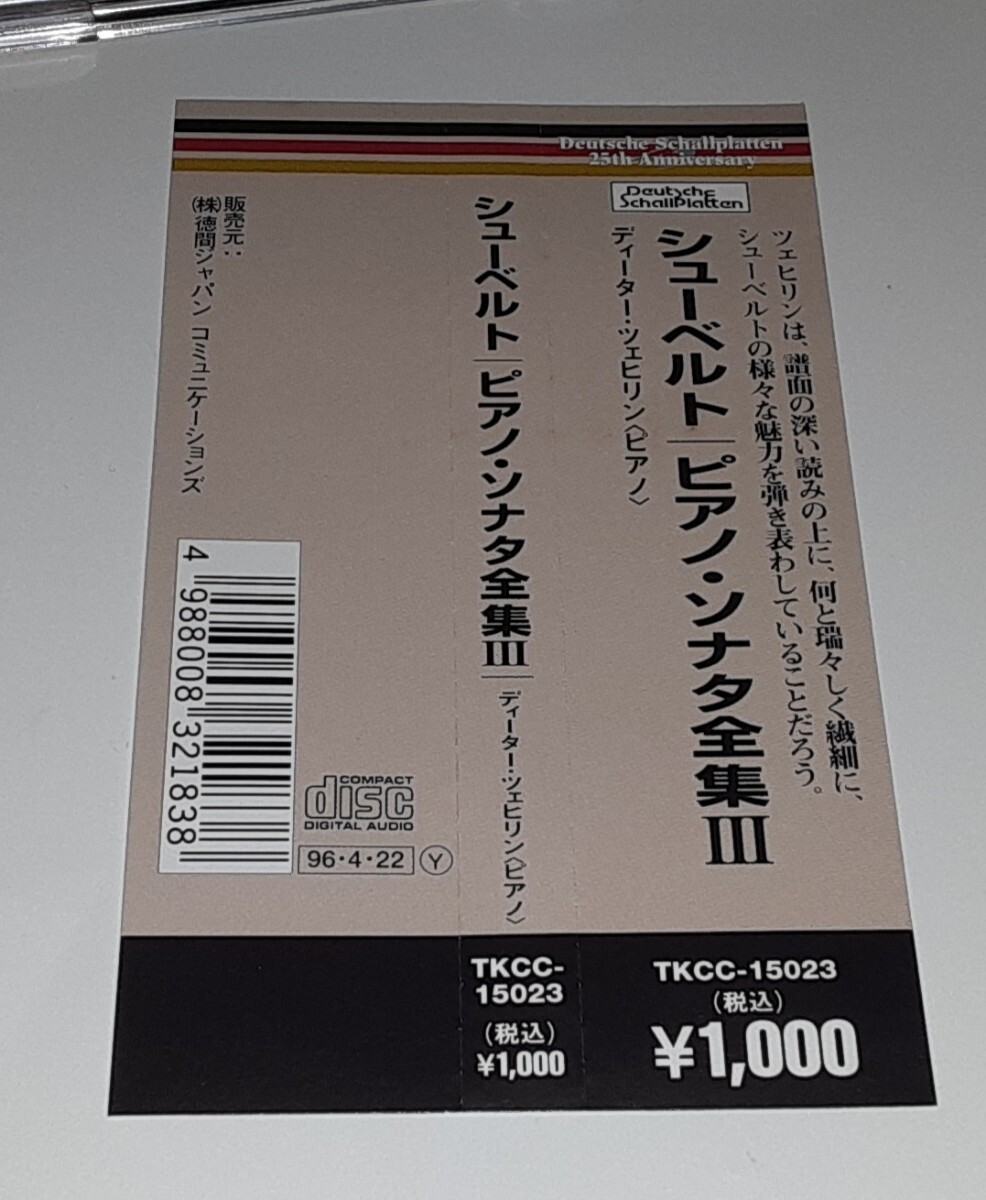 Deutsche Schallplatten
25th Anniversary
Deutsche
Schallplatten
ツェヒリンは、譜面の深い読みの上に、何と瑞々しく繊細に、
シューベルトの様々な魅力を弾き表わしていることだろう。
シューベルト|ピアノ・ソナタ全集III
ディーター・ツェヒリン〈ピアノ〉
TKCC-15023
(税込)
¥1,000
シューベルト|ピアノ・ソナタ全集III|ディーター・ツェヒリン〈ピアノ〉
TKCC-
15023
(税込)
¥1,000
販売元:
(株)徳間ジャパン コミュニケーションズ
4 988008 321838
COMPACT
disc
DIGITAL AUDIO
96・4・22 Y